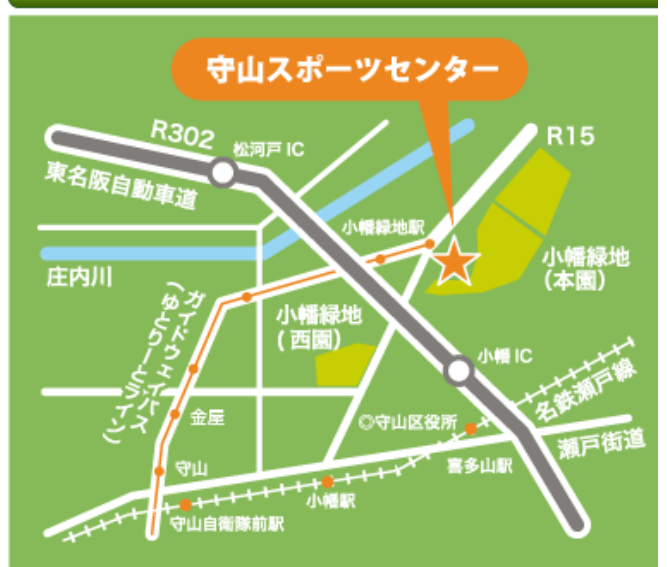 守山スポーツセンター
R302
松河戸 IC
R15
東名阪自動車道
小幡緑地駅
庄内川
小幡緑地
(本園)
ガイドウェイバス
(ゆとりーとライン)
小幡緑地
(西園)
小幡 IC
名鉄瀬戸線
金屋
◎守山区役所
瀬戸街道
守山
喜多山駅
小幡駅
守山自衛隊前駅